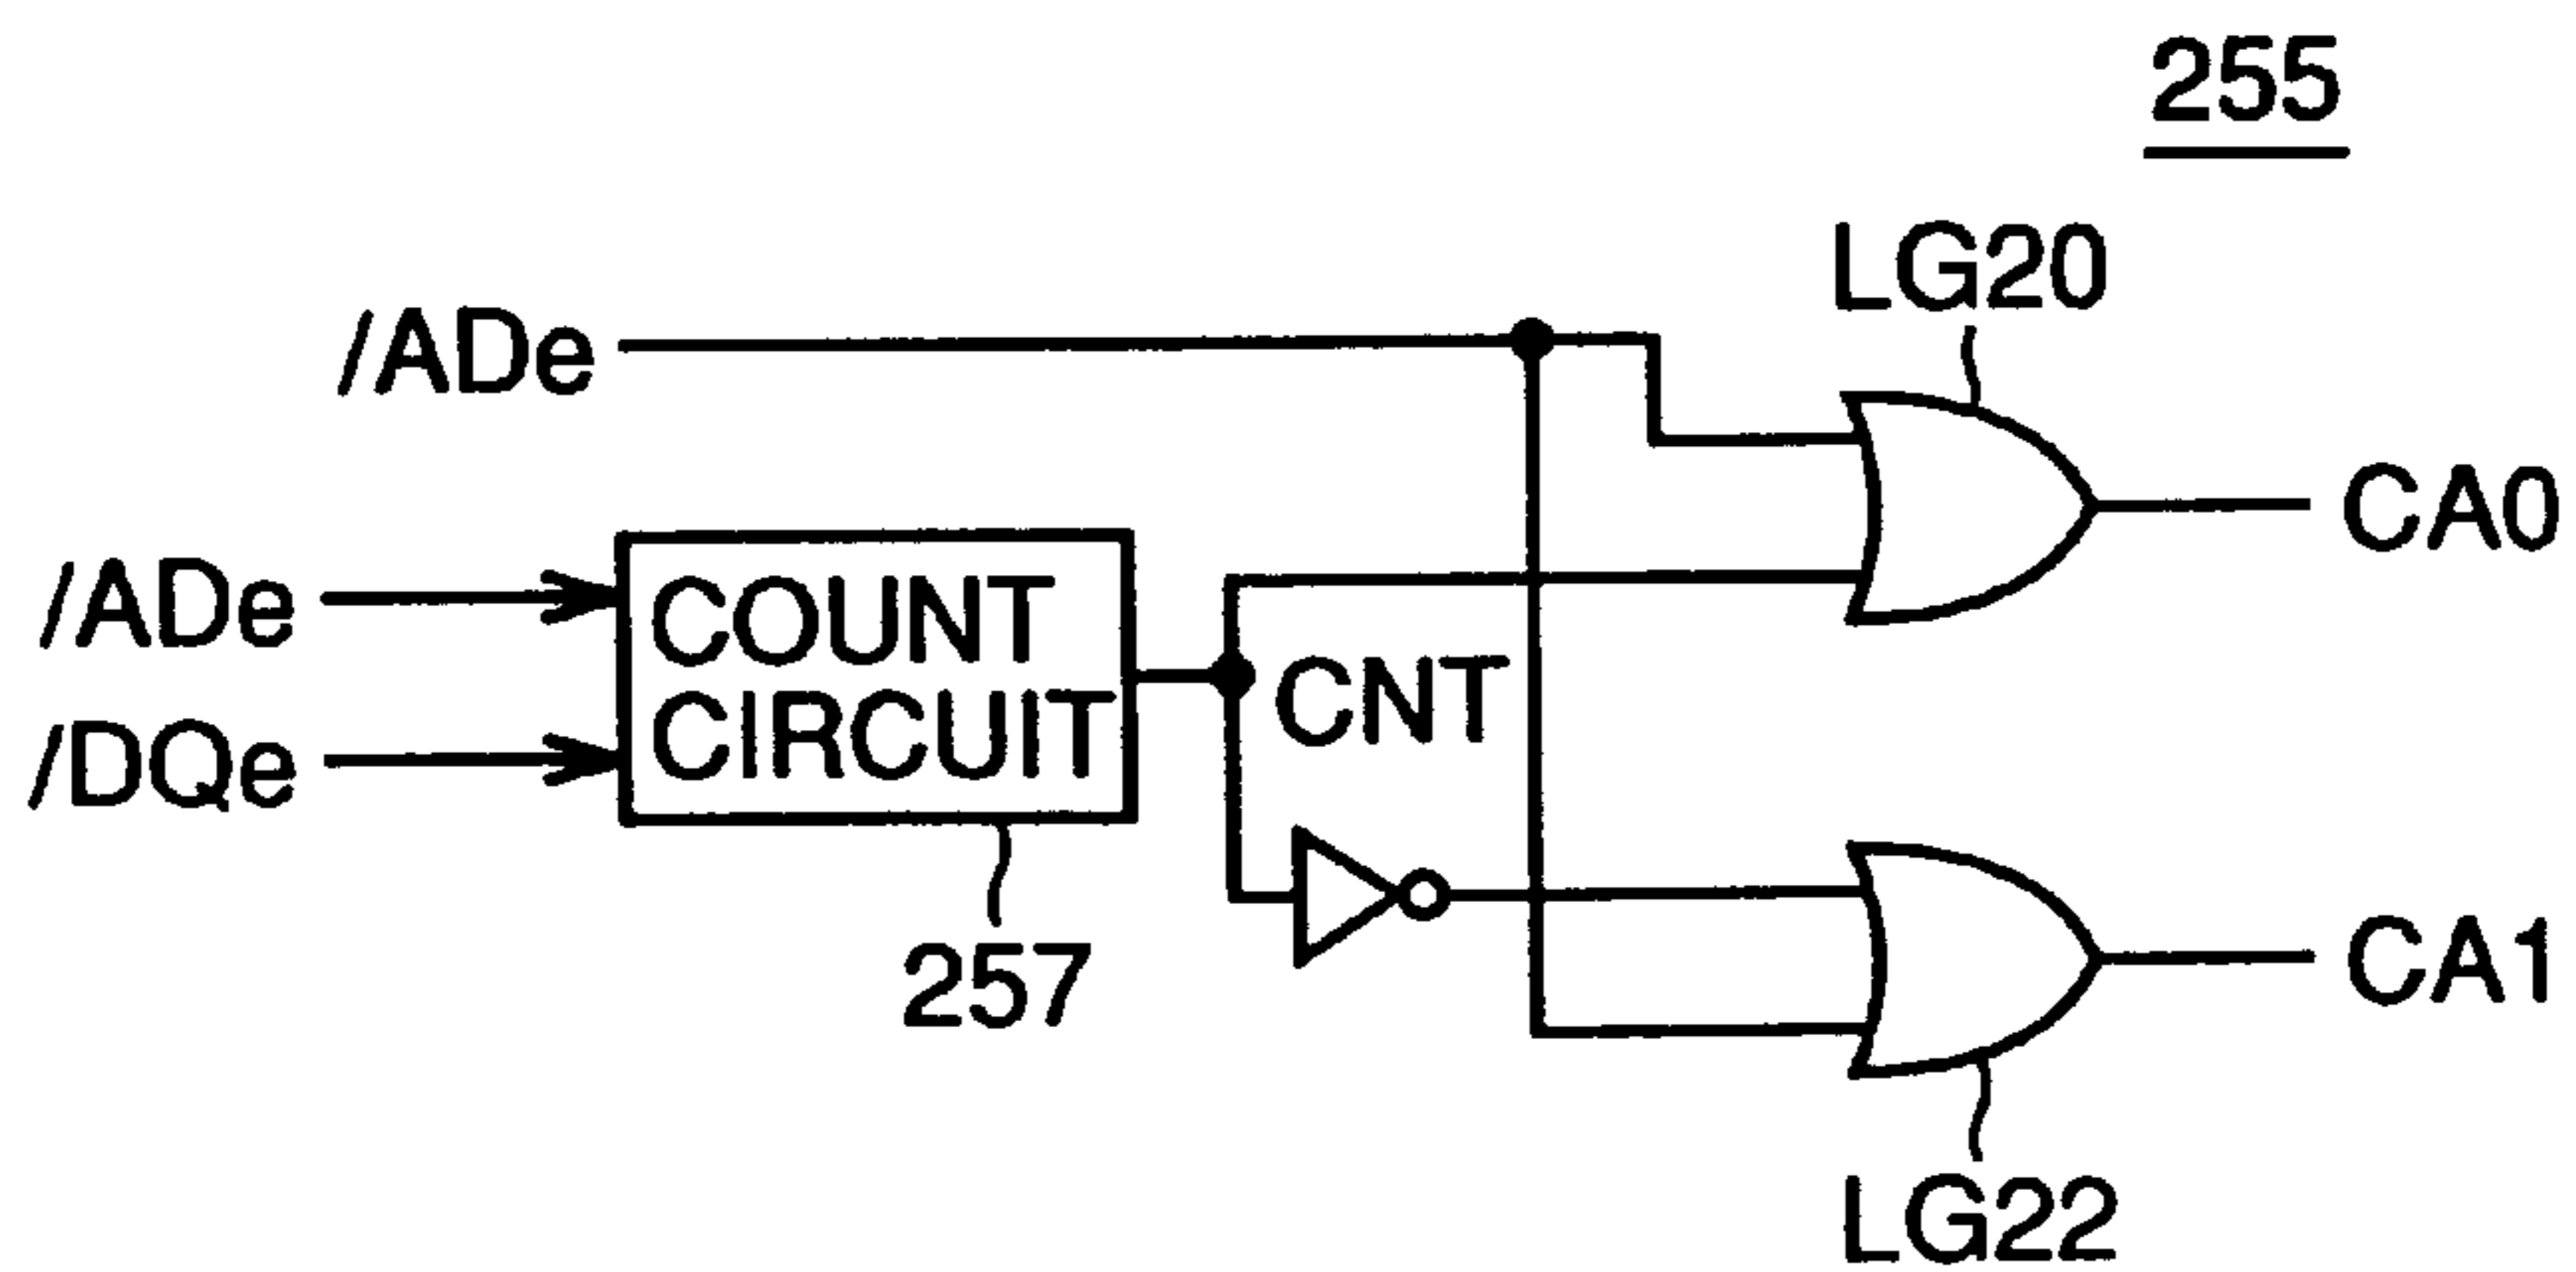 255
LG20
/ADe
CA0
/ADe
COUNT
CIRCUIT
/DQe
CNT
257
CA1
LG22